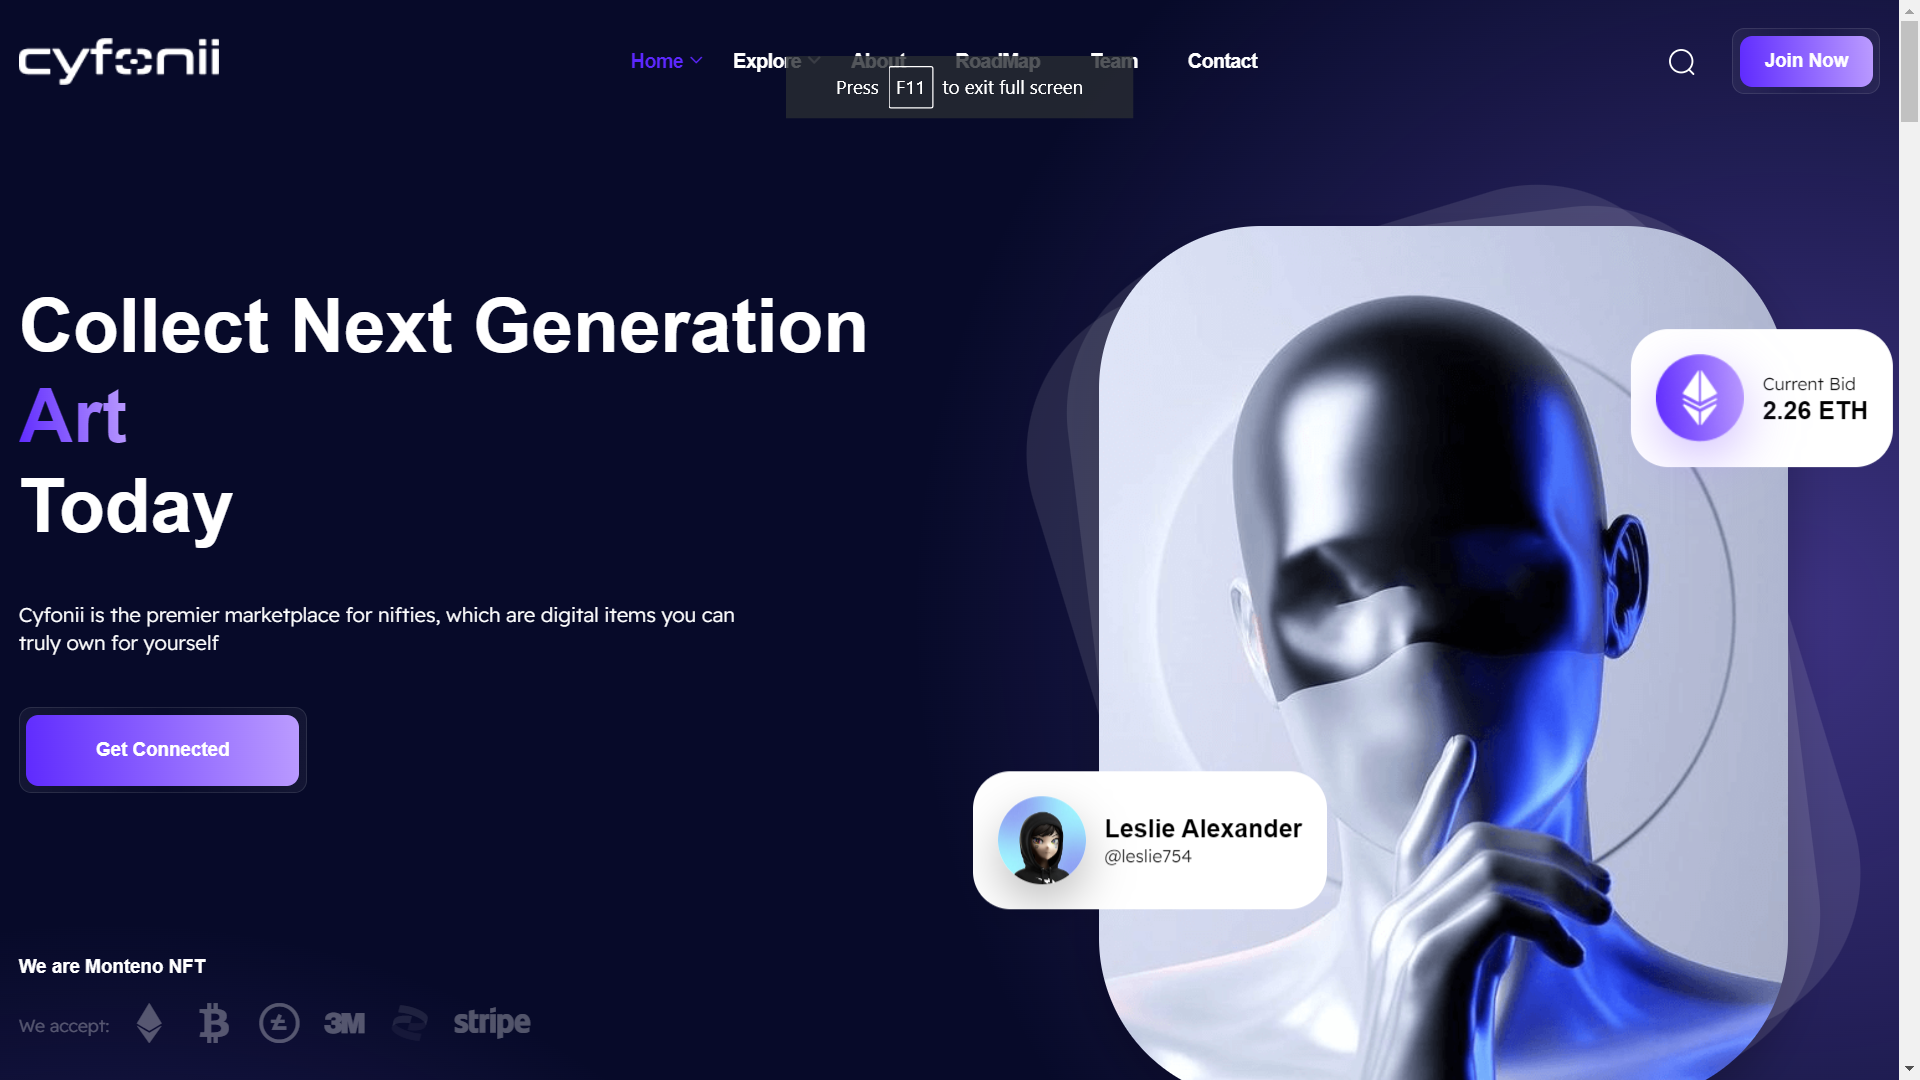 cyfonii
Home
Explore
About
RoadMap
Team
Contact
Join Now
Press F11 to exit full screen
Collect Next Generation
Art
Today
Current Bid
2.26 ETH
Cyfonii is the premier marketplace for nifties, which are digital items you can
truly own for yourself
Get Connected
Leslie Alexander
@leslie754
We are Monteno NFT
We accept:
3M
stripe